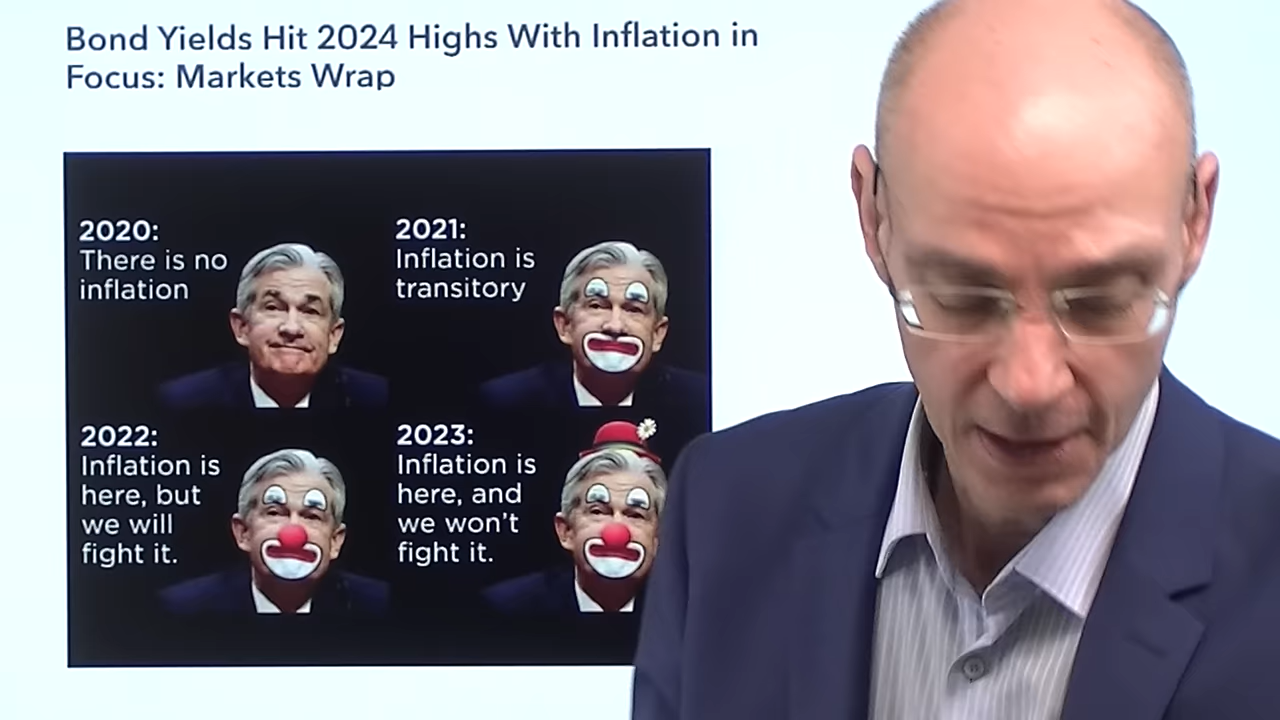 Bond Yields Hit 2024 Highs With Inflation in
Focus: Markets Wrap
2020:
There is no
inflation
2021:
Inflation is
transitory
2022:
Inflation is
here, but
we will
fight it.
2023:
Inflation is
here, and
we won't
fight it.